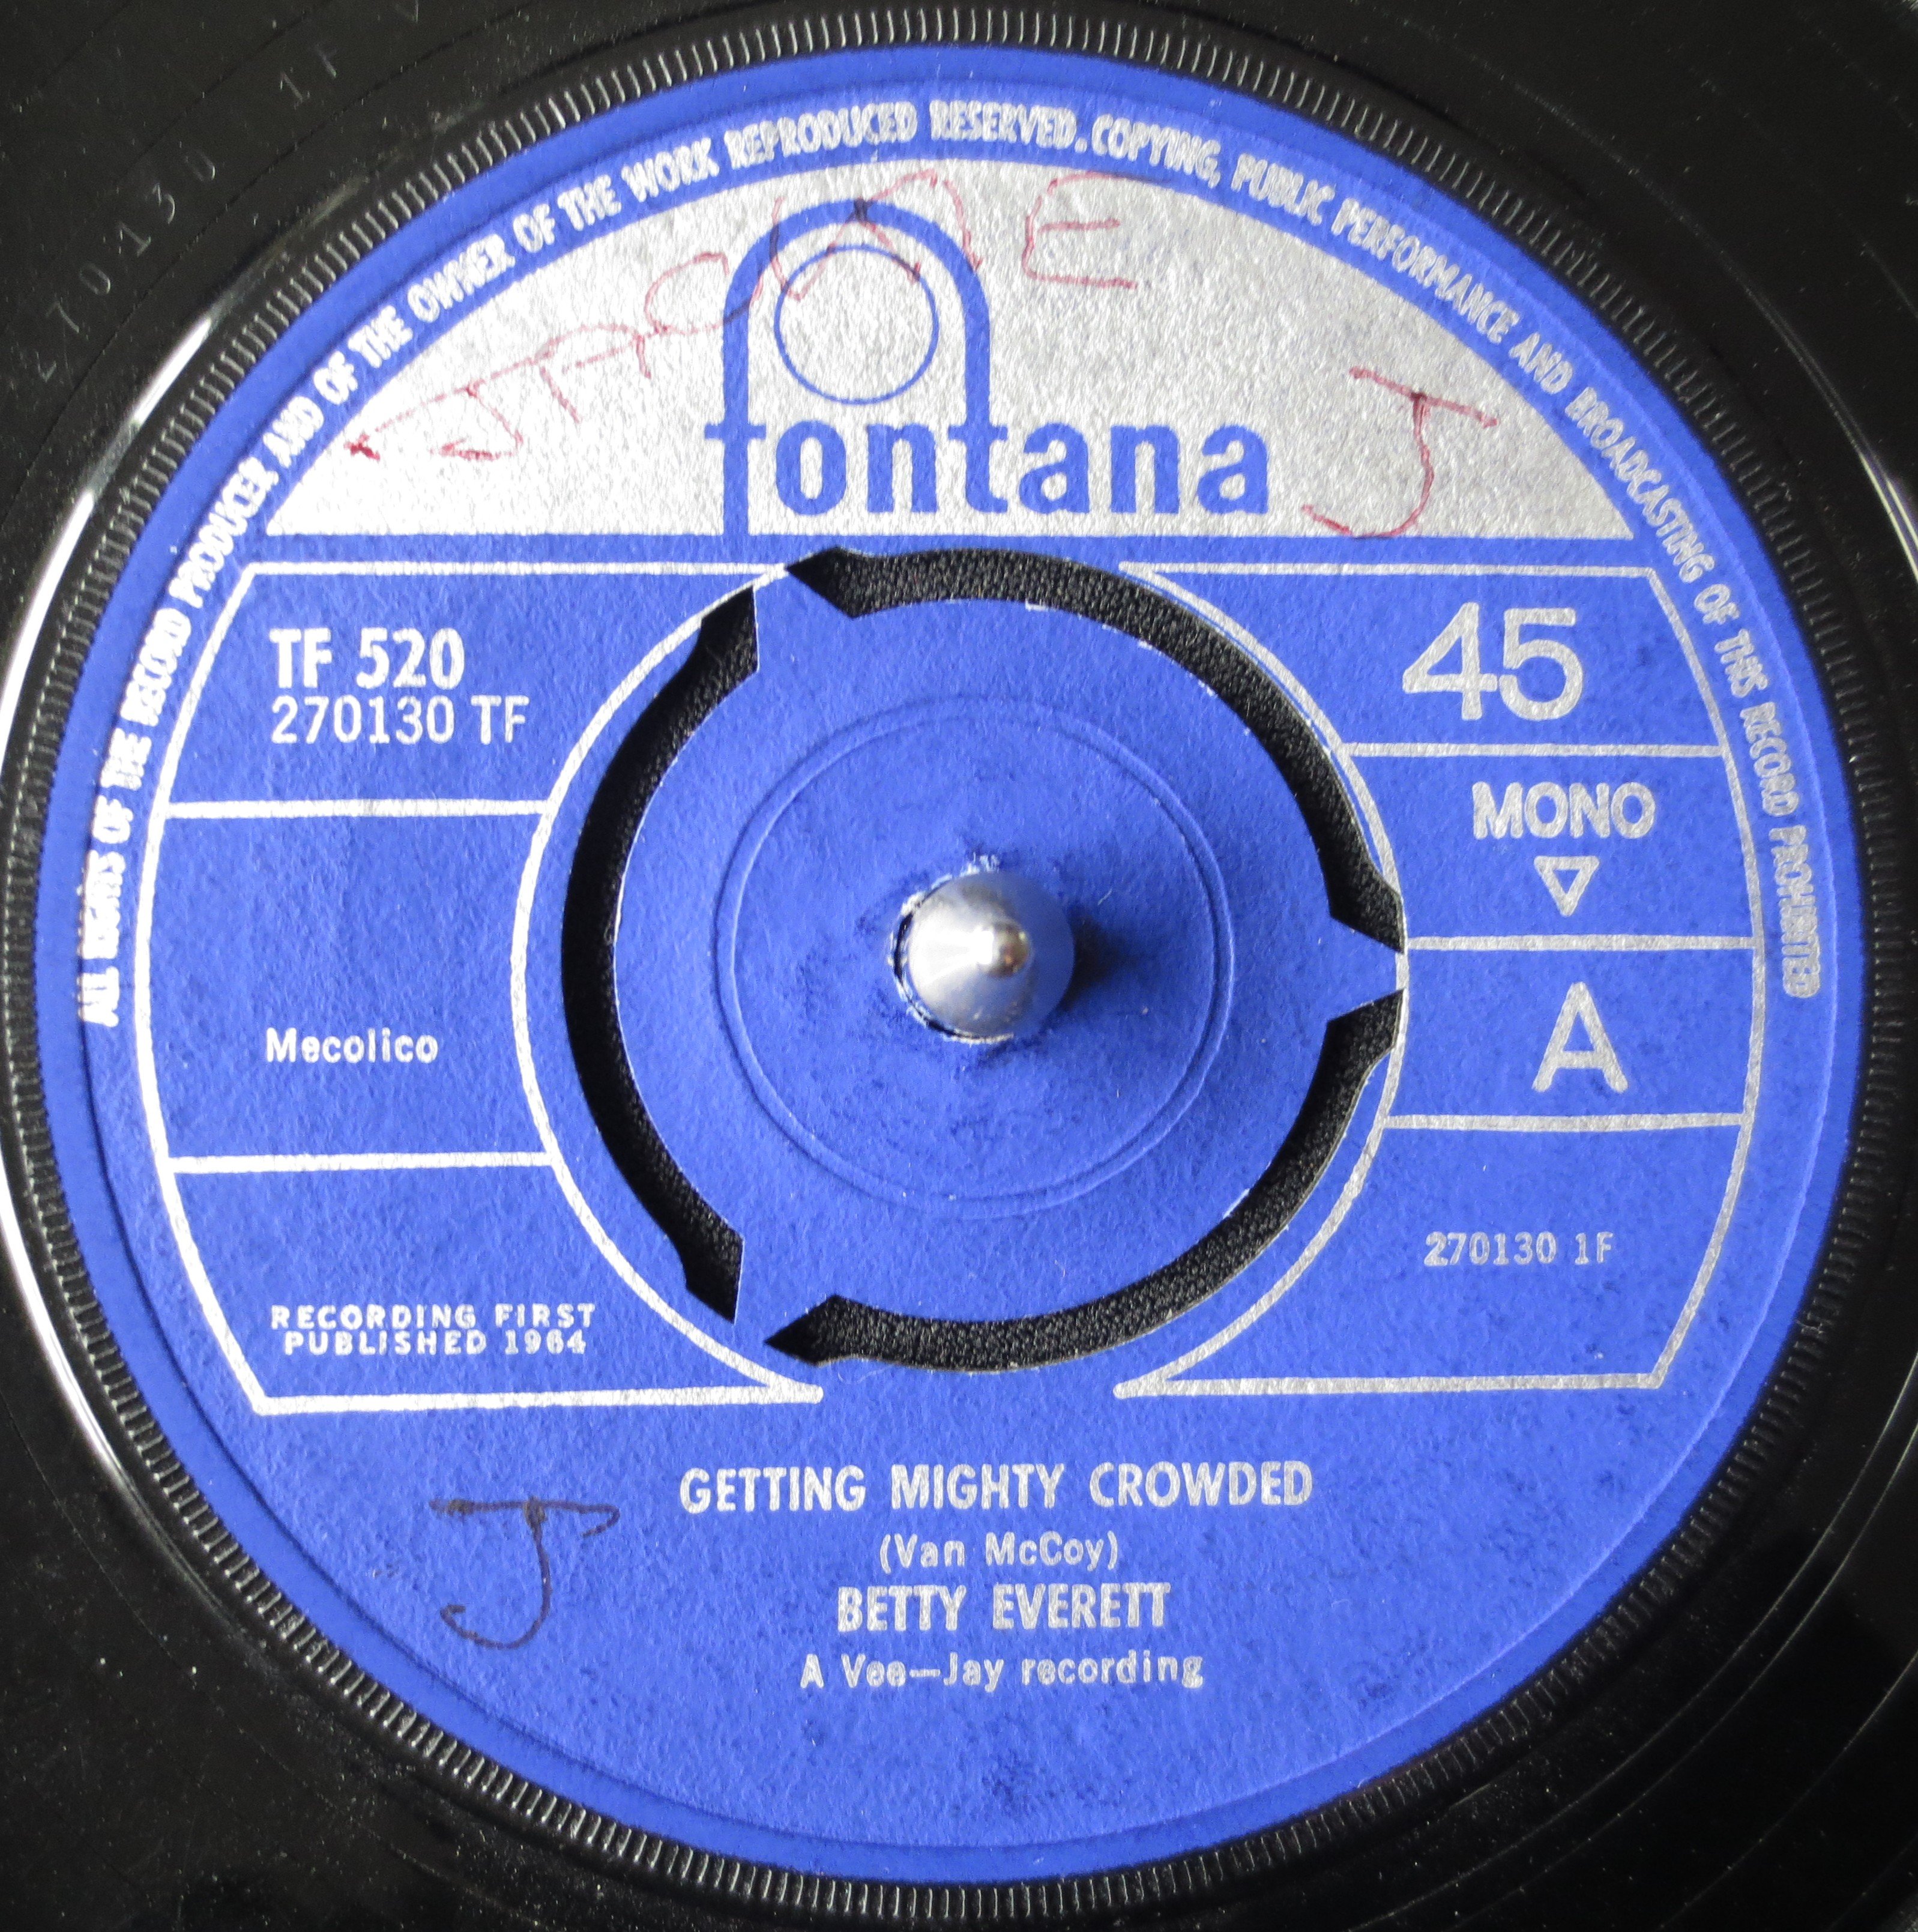 270130 1F
ALL RIGHTS OF THE RECORD PRODUCER AND OF THE OWNER OF THE WORK REPRODUCED RESERVED. COPYING, PUBLIC PERFORMANCE AND BROADCASTING OF THIS RECORD PROHIBITED
J
fontana
TF 520
270130 TF
45
MONO
Mecolico
A
270130 1F
RECORDING FIRST
PUBLISHED 1964
GETTING MIGHTY CROWDED
(Van McCoy)
BETTY EVERETT
A Vee-Jay recording
J